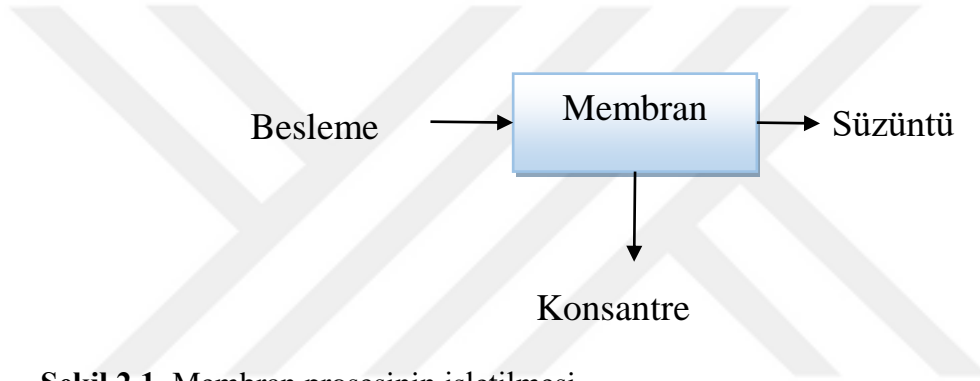 Besleme
Membran
Süzüntü
Konsantre
Şekil 2.1. Membran prosesinin işletilmesi